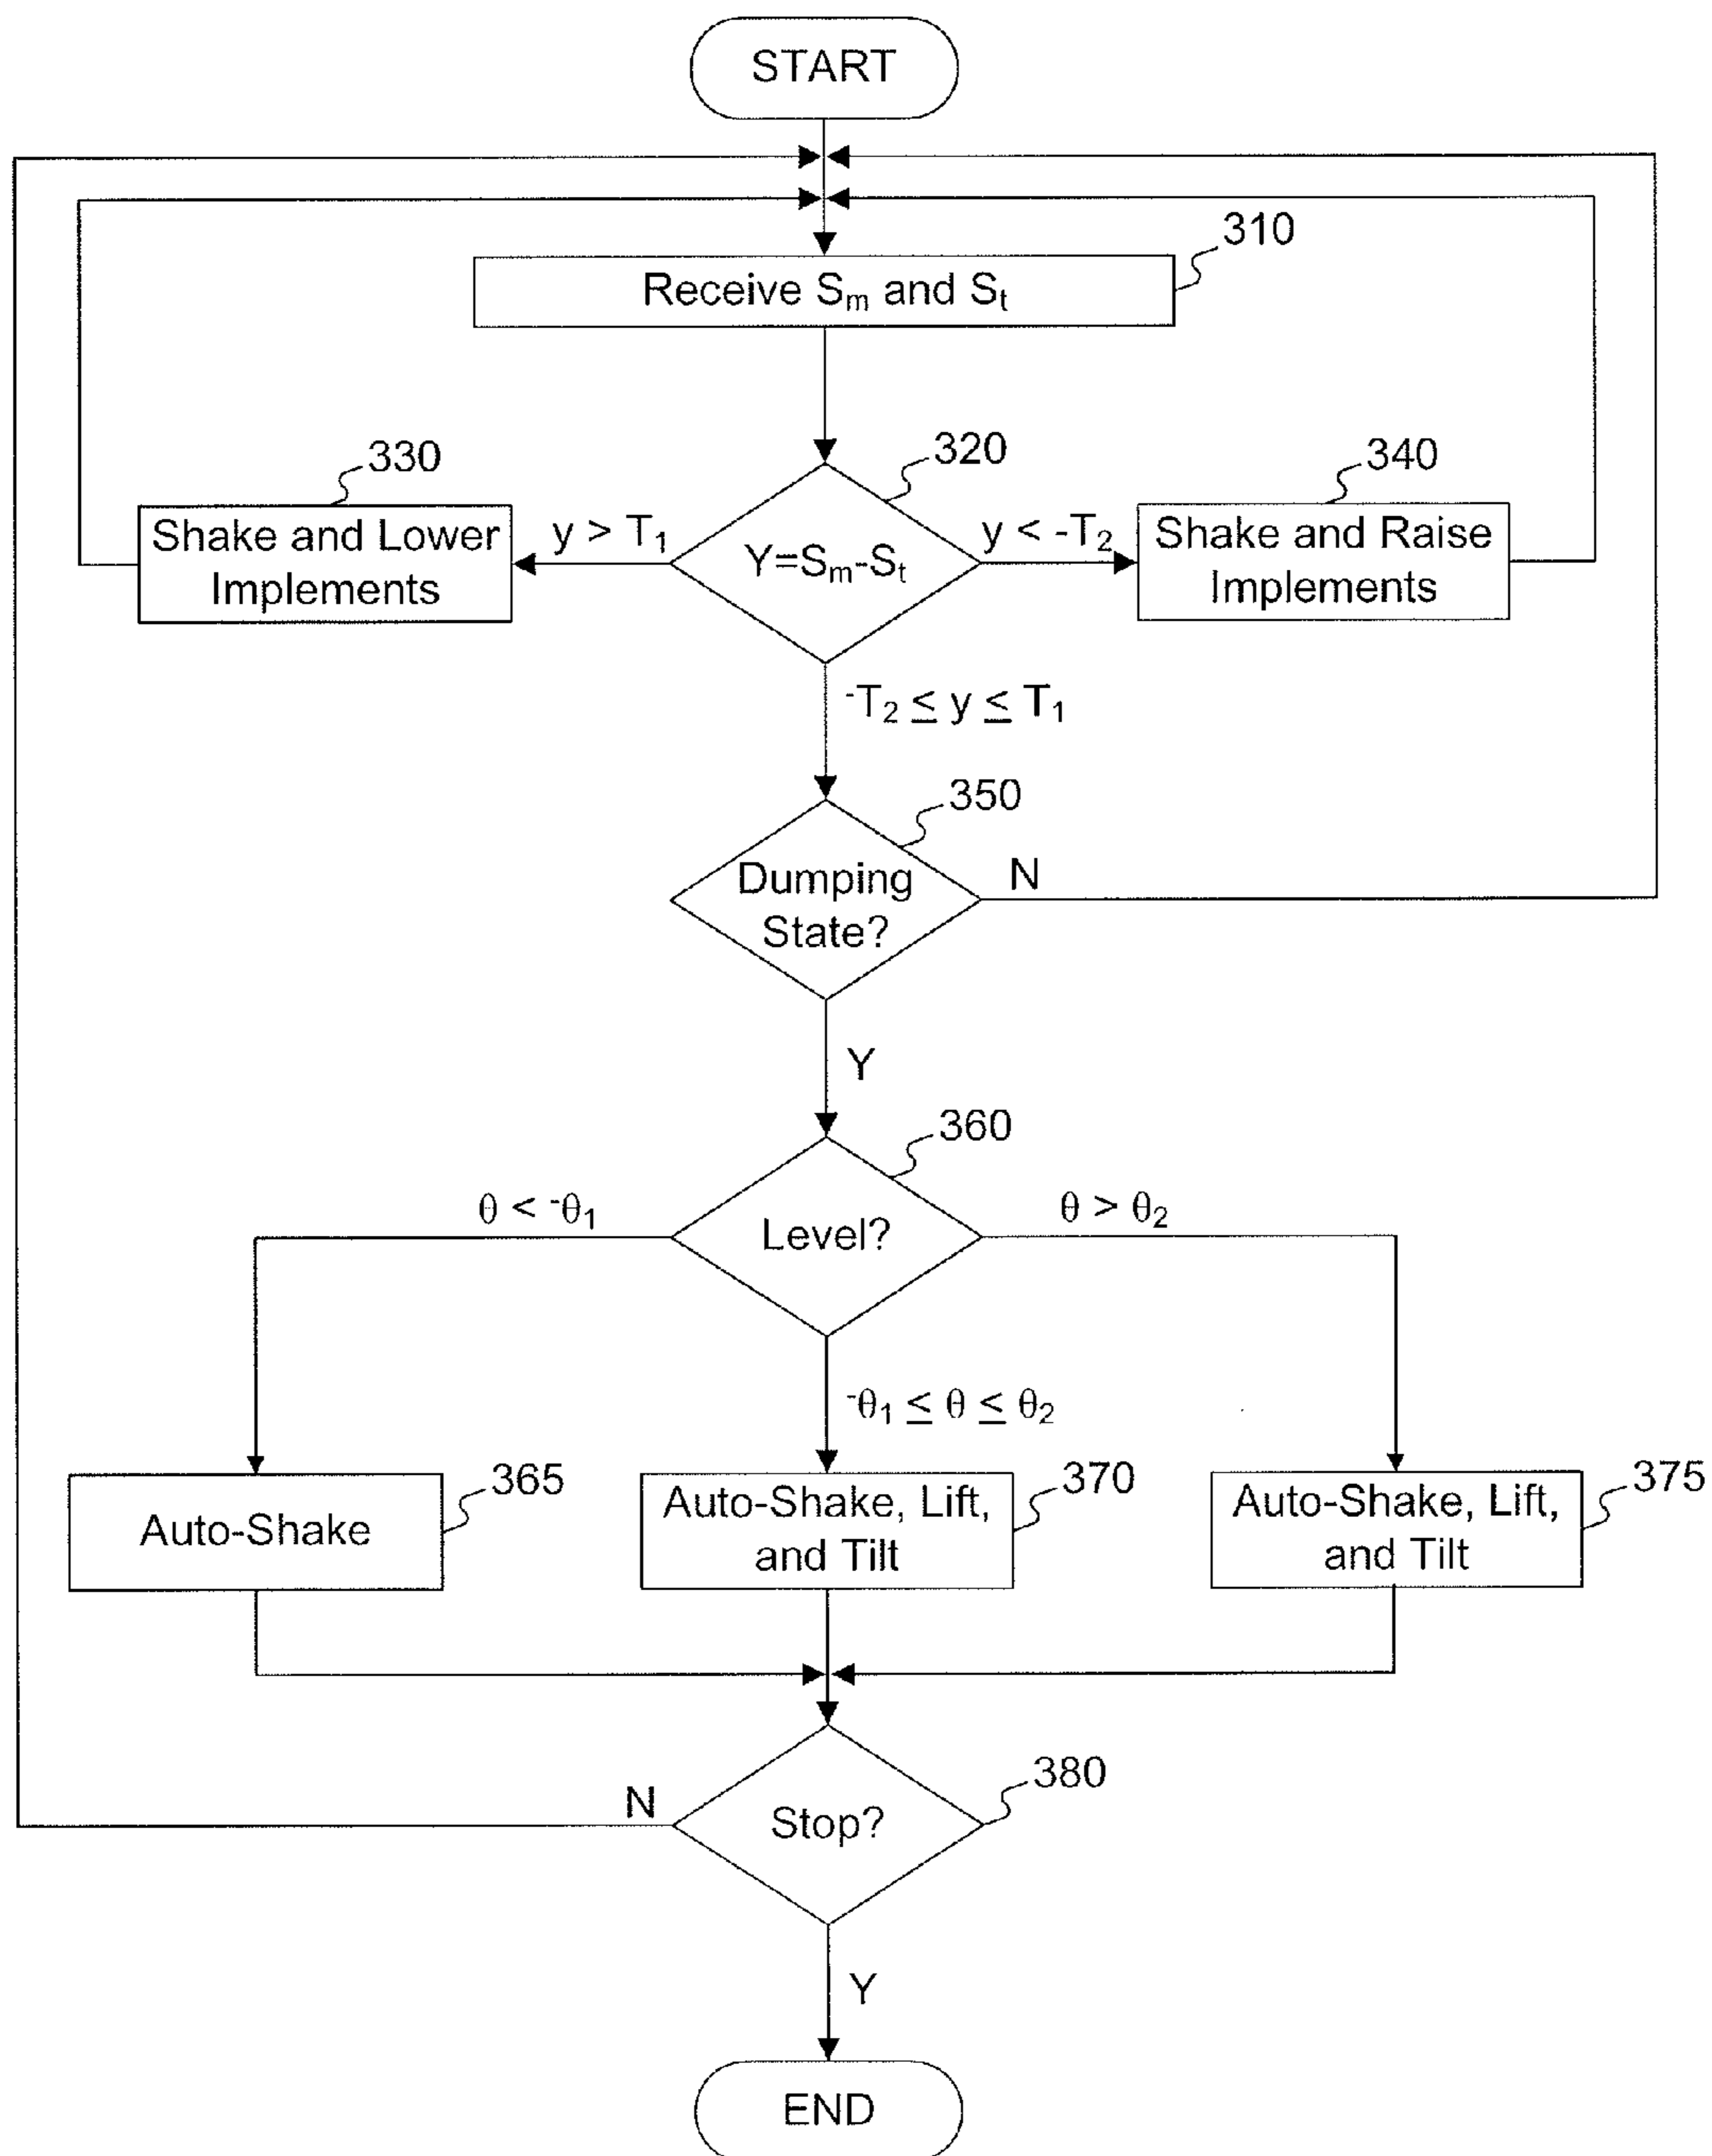 START
310
Receive Sₘ and Sₜ
320
330
340
Shake and Lower
Implements
y > T₁
Y=Sₘ-Sₜ
y < -T₂
Shake and Raise
Implements
-T₂ ≤ y ≤ T₁
350
Dumping
State?
N
Y
360
θ < -θ₁
Level?
θ > θ₂
-θ₁ ≤ θ ≤ θ₂
365
Auto-Shake
370
Auto-Shake, Lift,
and Tilt
375
Auto-Shake, Lift,
and Tilt
380
N
Stop?
Y
END